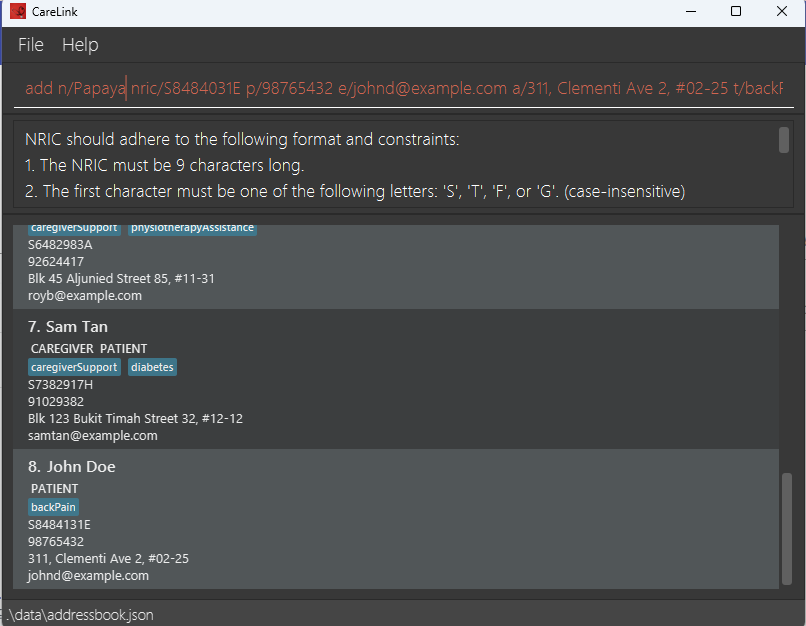 CareLink
File Help
add n/Papaya nric/S8484031E p/98765432 e/johnd@example.com a/311, Clementi Ave 2, #02-25 t/backP
NRIC should adhere to the following format and constraints:
1. The NRIC must be 9 characters long.
2. The first character must be one of the following letters: 'S', 'T', 'F', or 'G'. (case-insensitive)
caregiverSupport physiotherapyAssistance
S6482983A
92624417
Blk 45 Aljunied Street 85, #11-31
royb@example.com
7. Sam Tan
CAREGIVER PATIENT
caregiverSupport diabetes
S7382917H
91029382
Blk 123 Bukit Timah Street 32, #12-12
samtan@example.com
8. John Doe
PATIENT
backPain
S8484131E
98765432
311, Clementi Ave 2, #02-25
johnd@example.com
.\data\addressbook.json